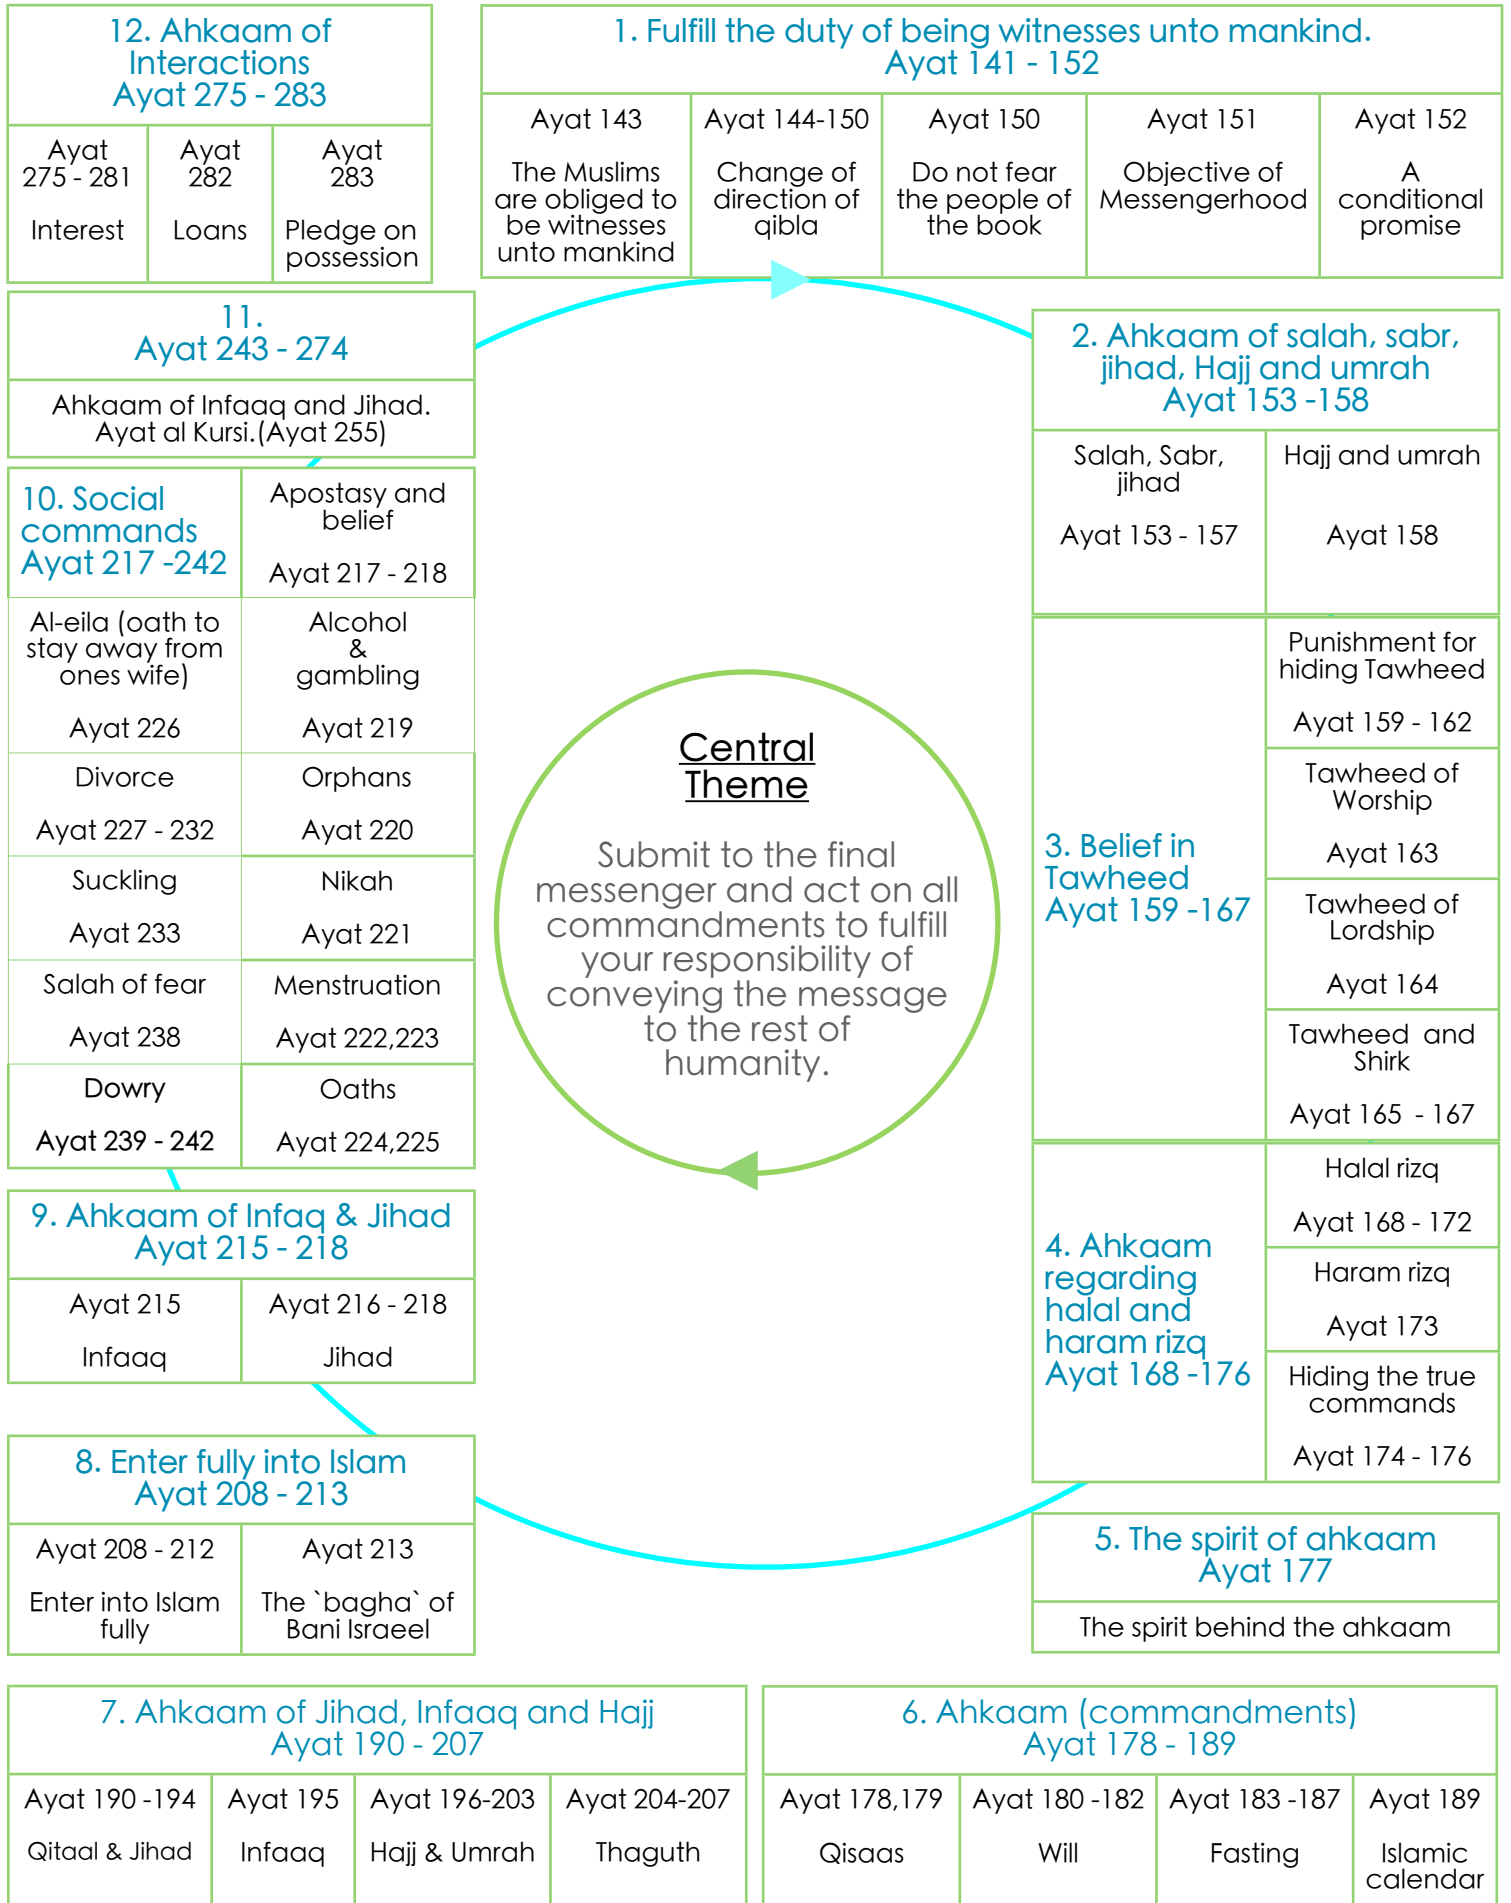 1. Fulfill the duty of being witnesses unto mankind.
Ayat 141 - 152
Ayat 143
The Muslims
are obliged to
be witnesses
unto mankind
Ayat 144-150
Change of
direction of
qibla
Ayat 150
Do not fear
the people of
the book
Ayat 151
Objective of
Messengerhood
Ayat 152
A
conditional
promise
2. Ahkaam of salah, sabr,
jihad, Hajj and umrah
Ayat 153 -158
Salah, Sabr,
jihad
Ayat 153 - 157
Hajj and umrah
Ayat 158
3. Belief in
Tawheed
Ayat 159 -167
Punishment for
hiding Tawheed
Ayat 159 - 162
Tawheed of
Worship
Ayat 163
Tawheed of
Lordship
Ayat 164
Tawheed and
Shirk
Ayat 165 - 167
4. Ahkaam
regarding
halal and
haram rizq
Ayat 168 -176
Halal rizq
Ayat 168 - 172
Haram rizq
Ayat 173
Hiding the true
commands
Ayat 174 - 176
5. The spirit of ahkaam
Ayat 177
The spirit behind the ahkaam
6. Ahkaam (commandments)
Ayat 178 - 189
Ayat 178,179
Qisaas
Ayat 180 -182
Will
Ayat 183 -187
Fasting
Ayat 189
Islamic
calendar
7. Ahkaam of Jihad, Infaaq and Hajj
Ayat 190 - 207
Ayat 190 -194
Qitaal & Jihad
Ayat 195
Infaaq
Ayat 196-203
Hajj & Umrah
Ayat 204-207
Thaguth
8. Enter fully into Islam
Ayat 208 - 213
Ayat 208 - 212
Enter into Islam
fully
Ayat 213
The `bagha` of
Bani Israeel
9. Ahkaam of Infaq & Jihad
Ayat 215 - 218
Ayat 215
Infaaq
Ayat 216 - 218
Jihad
10. Social
commands
Ayat 217 -242
Apostasy and
belief
Ayat 217 - 218
Al-eila (oath to
stay away from
ones wife)
Ayat 226
Alcohol
&
gambling
Ayat 219
Divorce
Ayat 227 - 232
Orphans
Ayat 220
Suckling
Ayat 233
Nikah
Ayat 221
Salah of fear
Ayat 238
Menstruation
Ayat 222,223
Dowry
Ayat 239 - 242
Oaths
Ayat 224,225
11.
Ayat 243 - 274
Ahkaam of Infaaq and Jihad.
Ayat al Kursi.(Ayat 255)
12. Ahkaam of
Interactions
Ayat 275 - 283
Ayat
275 - 281
Interest
Ayat
282
Loans
Ayat
283
Pledge on
possession
Central
Theme
Submit to the final
messenger and act on all
commandments to fulfill
your responsibility of
conveying the message
to the rest of
humanity.